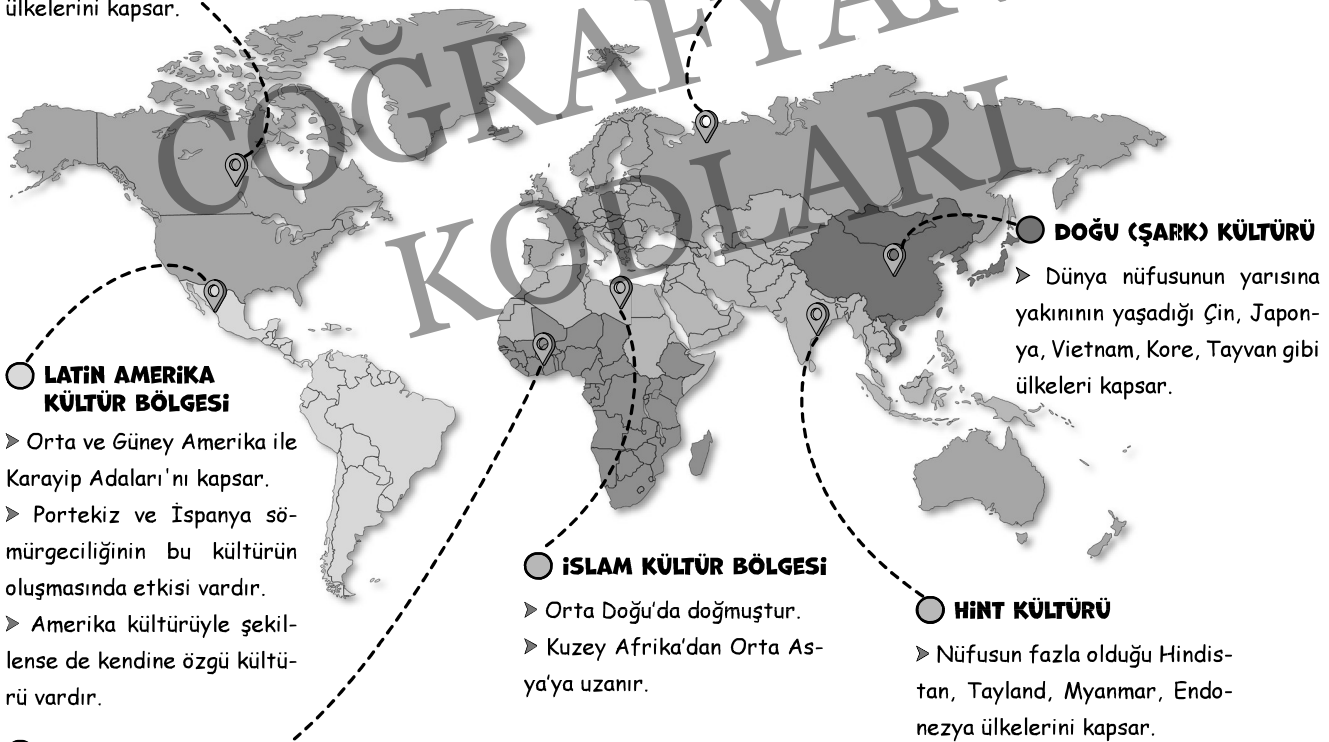 ülkelerini kapsar.
COĞRAFYANIN
KODLARI
DOĞU (ŞARK) KÜLTÜRÜ
➢ Dünya nüfusunun yarısına
yakınının yaşadığı Çin, Japon-
ya, Vietnam, Kore, Tayvan gibi
ülkeleri kapsar.
LATİN AMERİKA
KÜLTÜR BÖLGESİ
➢ Orta ve Güney Amerika ile
Karayip Adaları'nı kapsar.
➢ Portekiz ve İspanya sö-
mürgeciliğinin bu kültürün
oluşmasında etkisi vardır.
➢ Amerika kültürüyle şekil-
lense de kendine özgü kültü-
rü vardır.
İSLAM KÜLTÜR BÖLGESİ
➢ Orta Doğu'da doğmuştur.
➢ Kuzey Afrika'dan Orta As-
ya'ya uzanır.
HİNT KÜLTÜRÜ
➢ Nüfusun fazla olduğu Hindis-
tan, Tayland, Myanmar, Endo-
nezya ülkelerini kapsar.